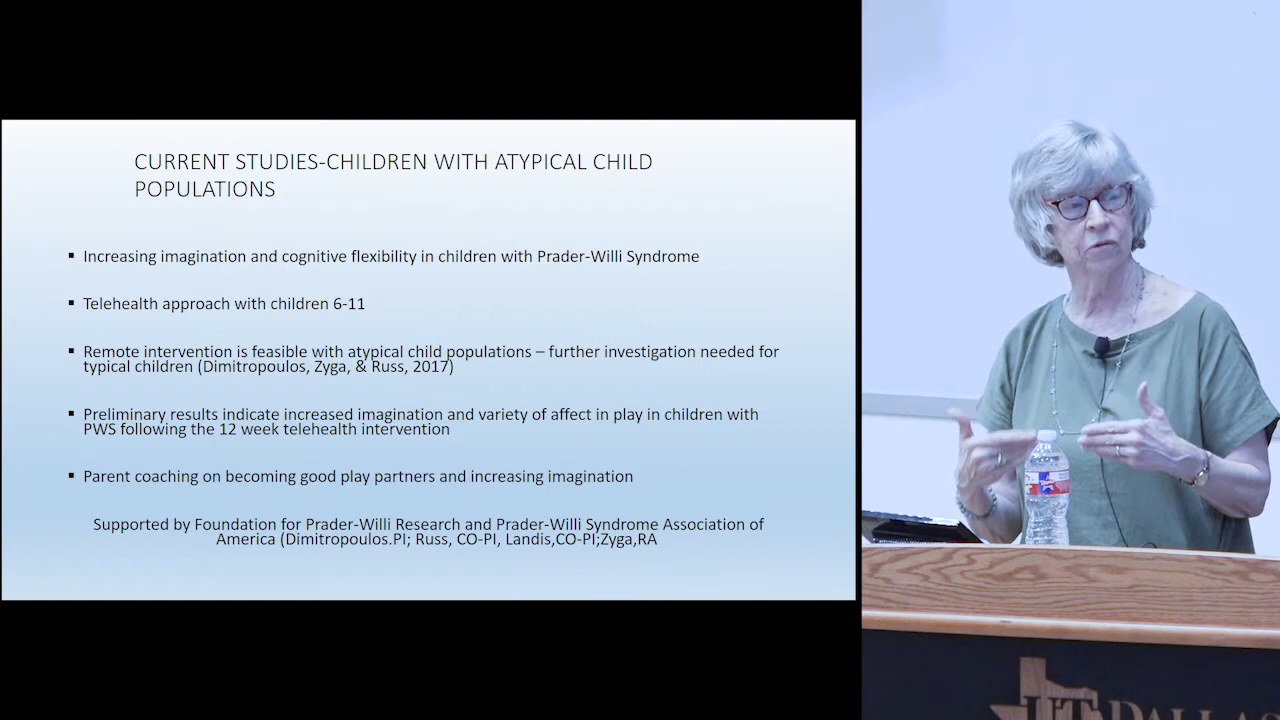 CURRENT STUDIES-CHILDREN WITH ATYPICAL CHILD
POPULATIONS
▪ Increasing imagination and cognitive flexibility in children with Prader-Willi Syndrome
▪ Telehealth approach with children 6-11
▪ Remote intervention is feasible with atypical child populations – further investigation needed for
typical children (Dimitropoulos, Zyga, & Russ, 2017)
▪ Preliminary results indicate increased imagination and variety of affect in play in children with
PWS following the 12 week telehealth intervention
▪ Parent coaching on becoming good play partners and increasing imagination
Supported by Foundation for Prader-Willi Research and Prader-Willi Syndrome Association of
America (Dimitropoulos.PI; Russ, CO-PI, Landis,CO-PI;Zyga,RA
UT DALLAS